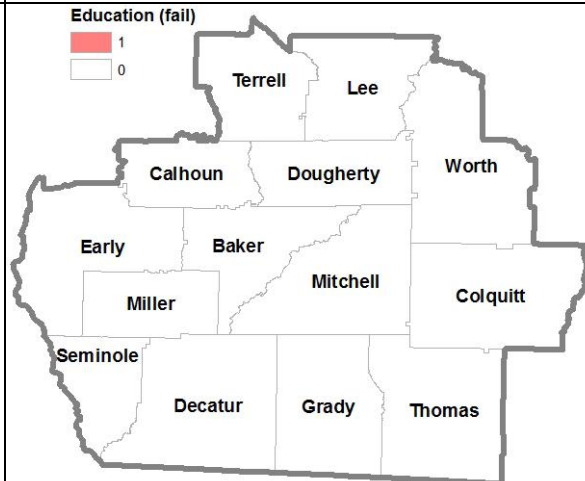 Education (fail)
1
0
Terrell
Lee
Calhoun
Dougherty
Worth
Early
Baker
Mitchell
Miller
Colquitt
Seminole
Decatur
Grady
Thomas